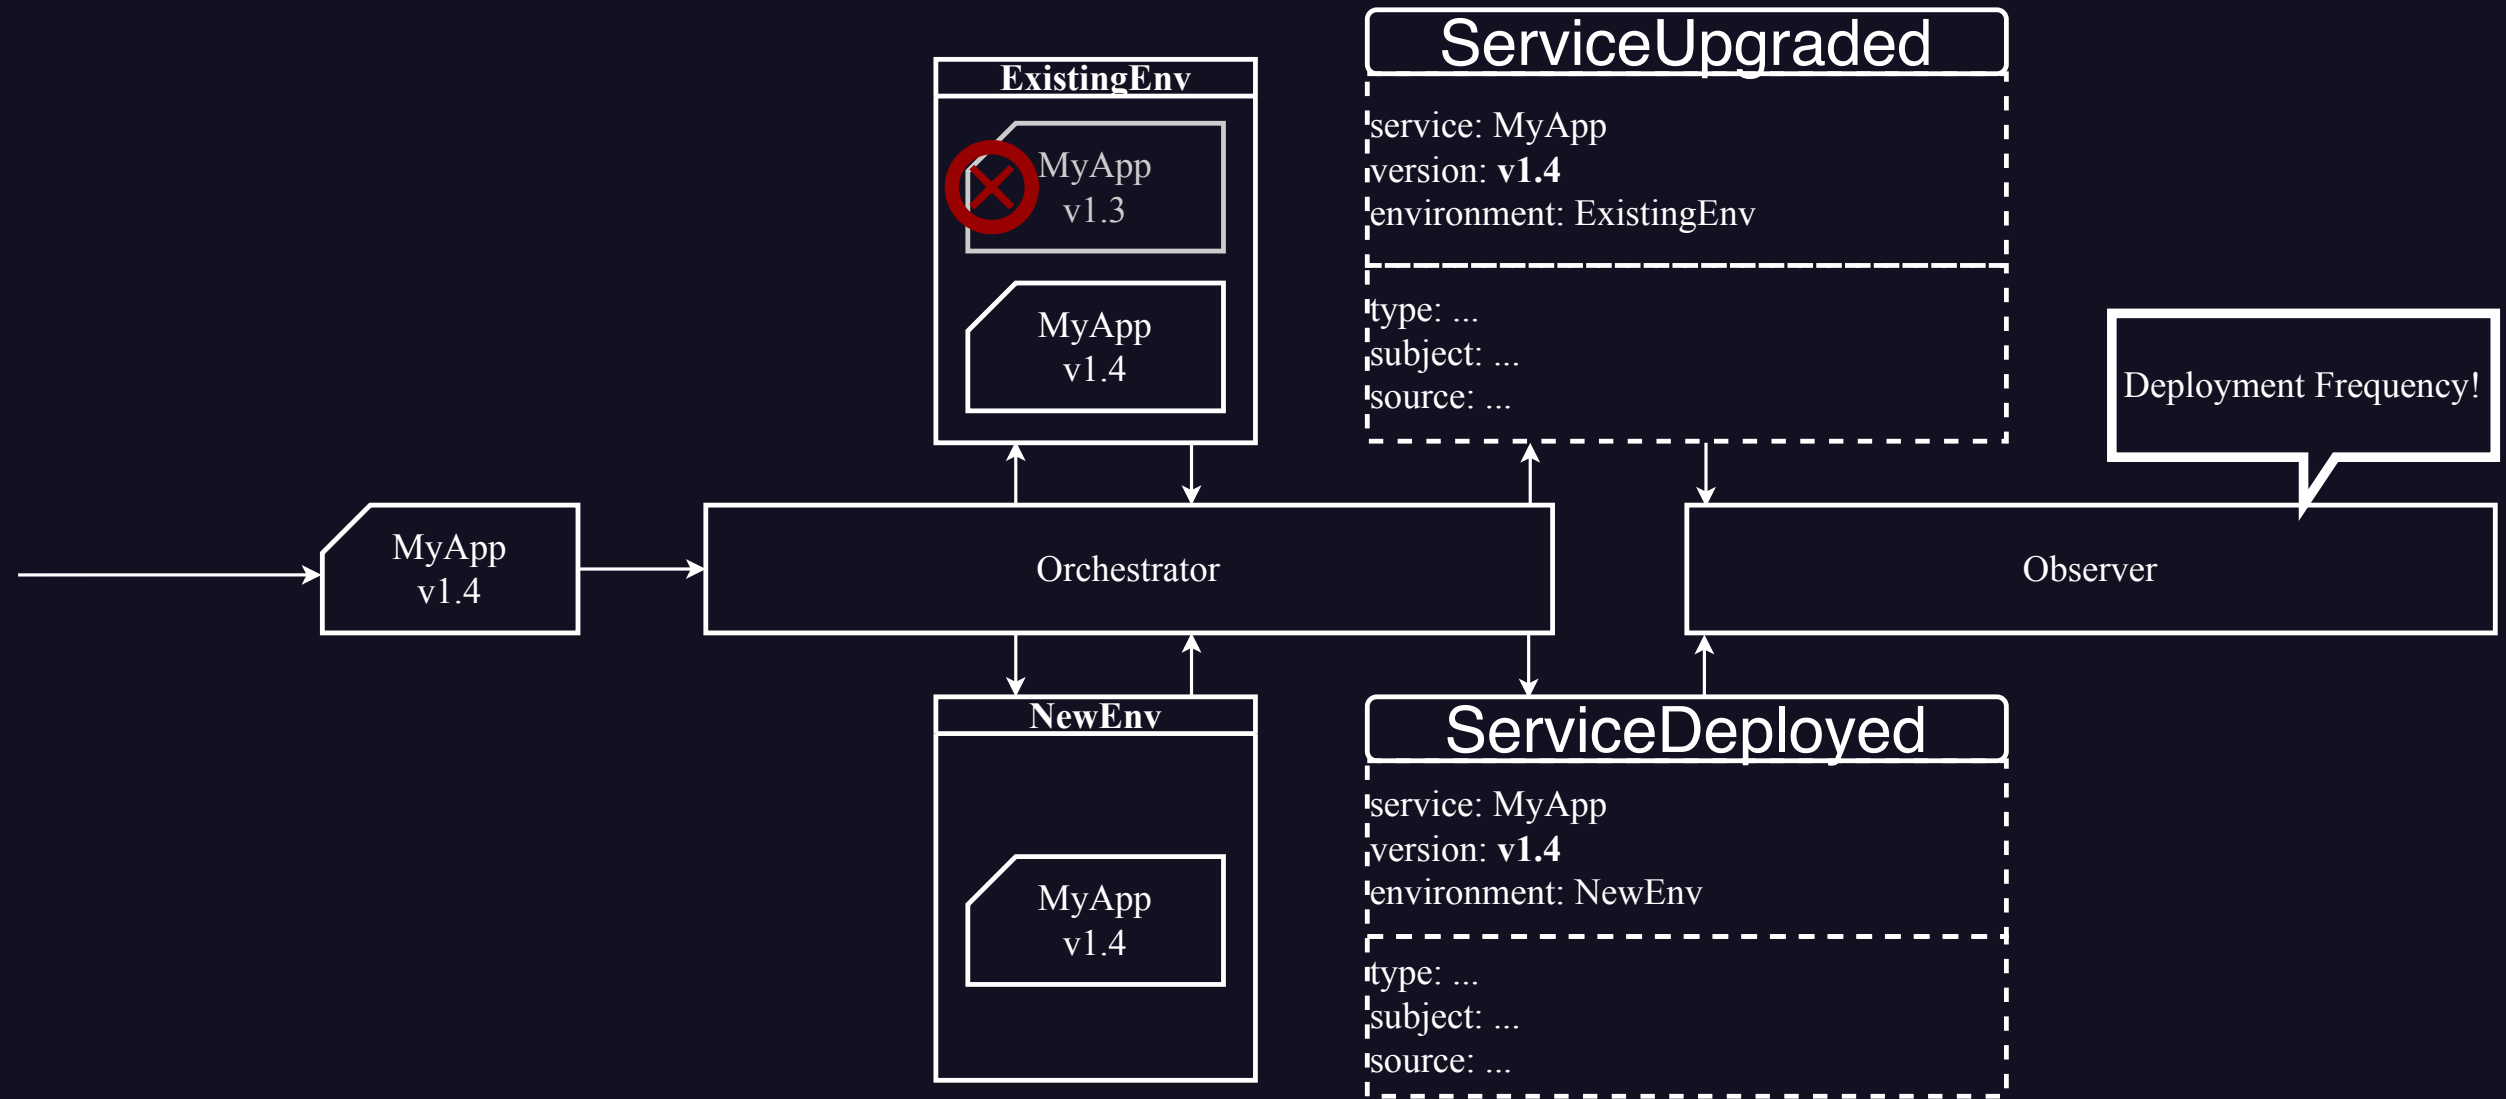 ExistingEnv
MyApp
v1.3
MyApp
v1.4
ServiceUpgraded
service: MyApp
version: v1.4
environment: ExistingEnv
type: ...
subject: ...
source: ...
Deployment Frequency!
MyApp
v1.4
Orchestrator
Observer
NewEnv
MyApp
v1.4
ServiceDeployed
service: MyApp
version: v1.4
environment: NewEnv
type: ...
subject: ...
source: ...